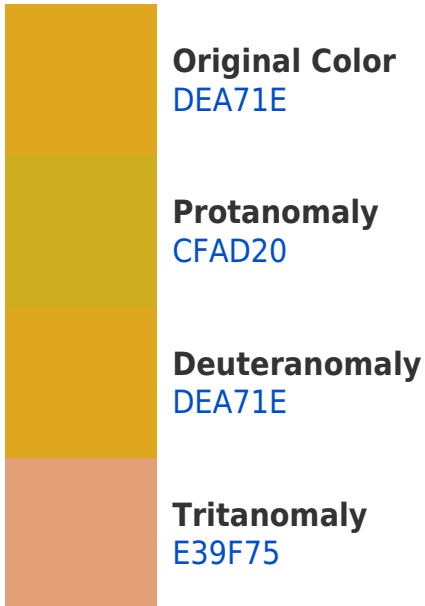 Original Color
DEA71E
Protanomaly
CFAD20
Deuteranomaly
DEA71E
Tritanomaly
E39F75